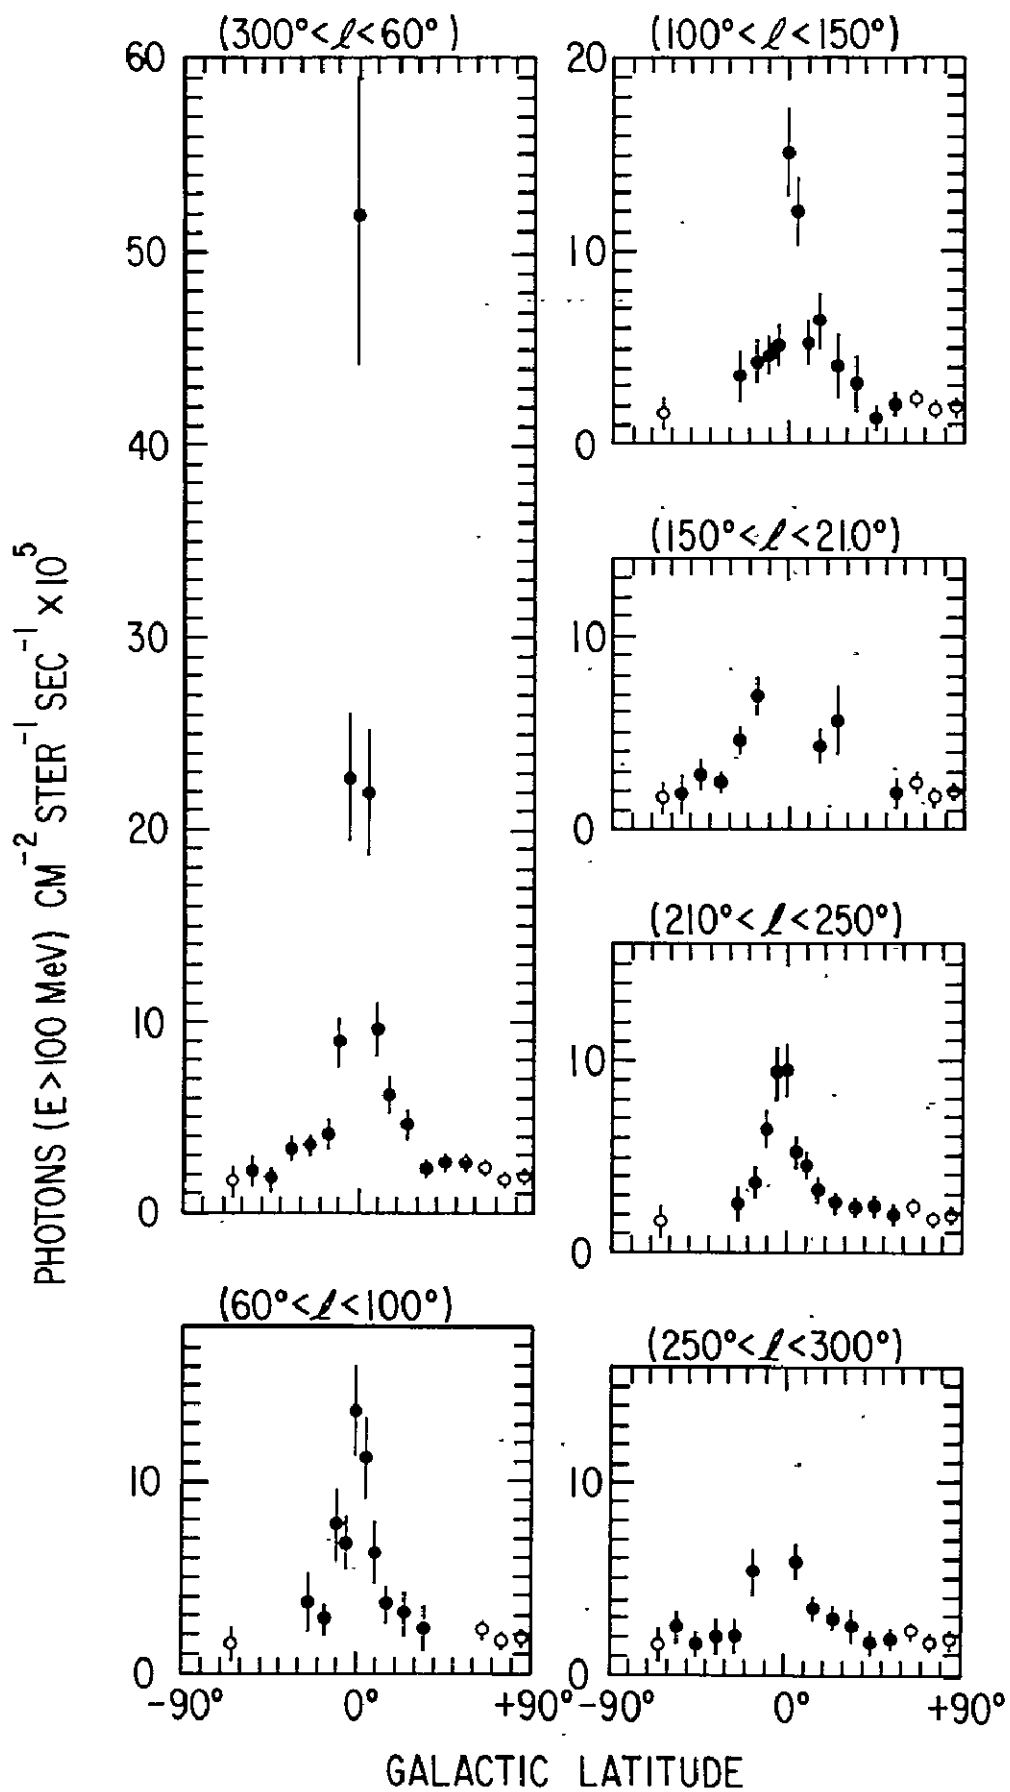 (300°<ℓ<60°)
60
50
40
30
20
10
0
(100°<ℓ<150°)
20
10
0
(150°<ℓ<210°)
10
0
(210°<ℓ<250°)
10
0
(60°<ℓ<100°)
10
0
-90° 0° +90°
(250°<ℓ<300°)
10
0
-90° 0° +90°
PHOTONS (E>100 MeV) CM⁻² STER⁻¹ SEC⁻¹ ×10⁵
GALACTIC LATITUDE